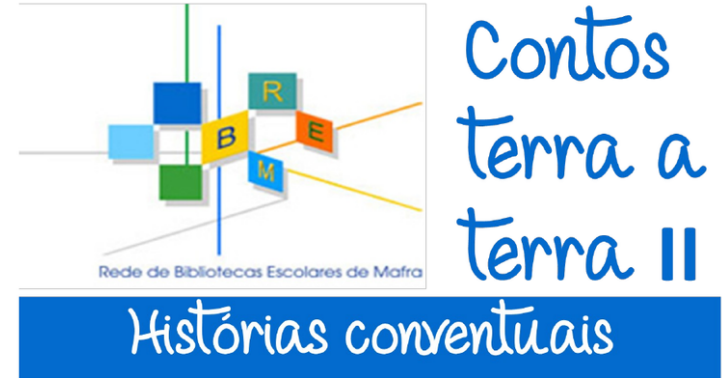 R
B
E
M
Rede de Bibliotecas Escolares de Mafra
Contos
terra a
terra II
Histórias conventuais